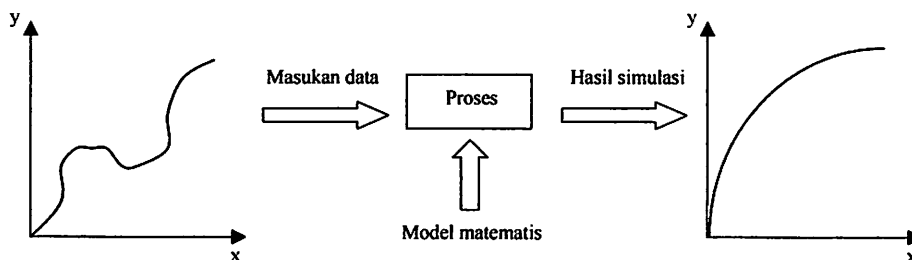 y
Masukan data
Proses
Hasil simulasi
y
Model matematis
x
x